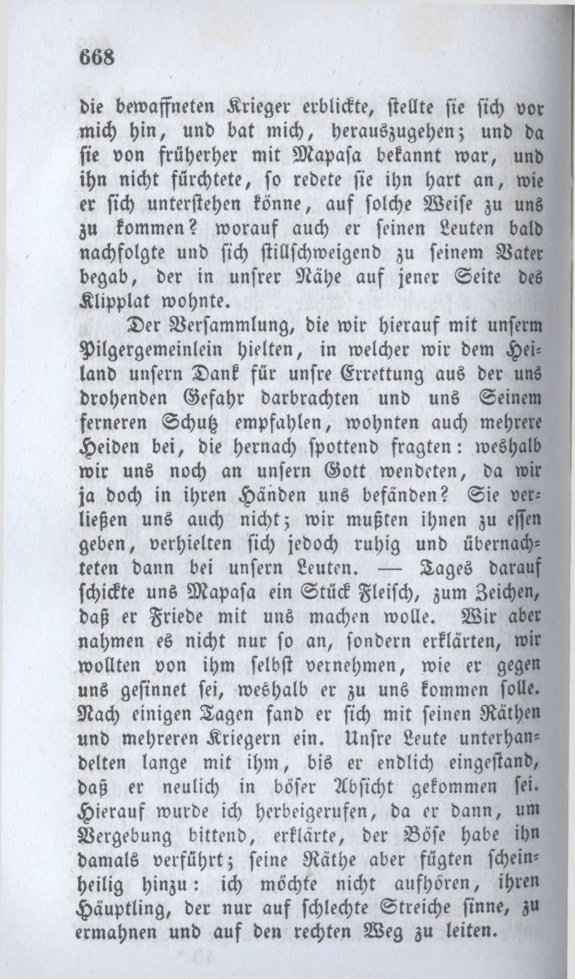 668
die bewaffneten Krieger erblickte, stellte sie sich vor
mich hin, und bat mich, herauszugehen; und da
sie von früherher mit Mapasa bekannt war, und
ihn nicht fürchtete, so redete sie ihn hart an, wie
er sich unterstehen könne, auf solche Weise zu uns
zu kommen? worauf auch er seinen Leuten bald
nachfolgte und sich stillschweigend zu seinem Vater
begab, der in unsrer Nähe auf jener Seite des
Klipplat wohnte.
Der Versammlung, die wir hierauf mit unserm
Pilgergemeinlein hielten, in welcher wir dem Hei-
land unsern Dank für unsre Errettung aus der uns
drohenden Gefahr darbrachten und uns Seinem
ferneren Schutz empfahlen, wohnten auch mehrere
Heiden bei, die hernach spottend fragten: weshalb
wir uns noch an unsern Gott wendeten, da wir
ja doch in ihren Händen uns befänden? Sie ver-
ließen uns auch nicht; wir mußten ihnen zu essen
geben, verhielten sich jedoch ruhig und übernach-
teten dann bei unsern Leuten. — Tages darauf
schickte uns Mapasa ein Stück Fleisch, zum Zeichen,
daß er Friede mit uns machen wolle. Wir aber
nahmen es nicht nur so an, sondern erklärten, wir
wollten von ihm selbst vernehmen, wie er gegen
uns gesinnet sei, weshalb er zu uns kommen solle.
Nach einigen Tagen fand er sich mit seinen Räthen
und mehreren Kriegern ein. Unsre Leute unterhan-
delten lange mit ihm, bis er endlich eingestand,
daß er neulich in böser Absicht gekommen sei.
Hierauf wurde ich herbeigerufen, da er dann, um
Vergebung bittend, erklärte, der Böse habe ihn
damals verführt; seine Räthe aber fügten schein-
heilig hinzu: ich möchte nicht aufhören, ihren
Häuptling, der nur auf schlechte Streiche sinne, zu
ermahnen und auf den rechten Weg zu leiten.